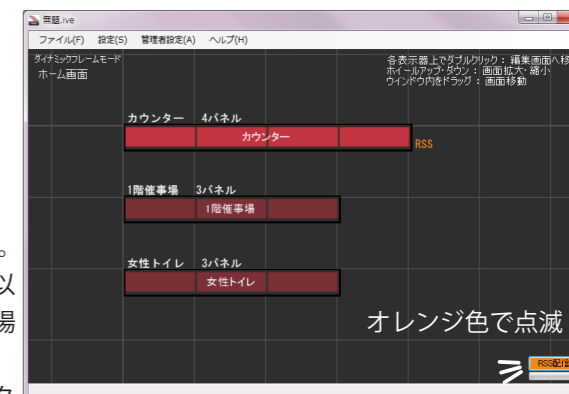 無題.lve
ファイル(F) 設定(S) 管理者設定(A) ヘルプ(H)
ダイナミックフレームモード
ホーム画面
各表示器上でダブルクリック：編集画面へ移
ホイールアップ・ダウン：画面拡大・縮小
ウインドウ内をドラッグ：画面移動
カウンター 4パネル
カウンター
RSS
1階催事場 3パネル
1階催事場
女性トイレ 3パネル
女性トイレ
。
以
場
オレンジ色で点滅
RSS配信